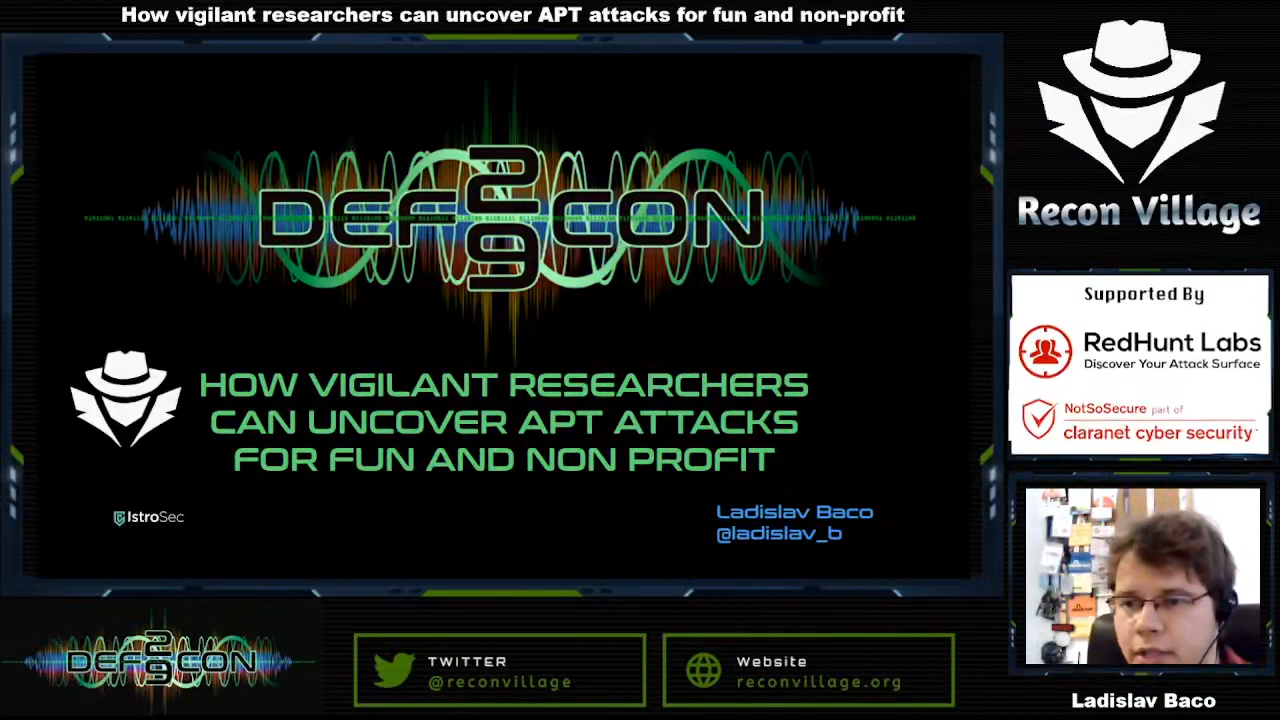 How vigilant researchers can uncover APT attacks for fun and non-profit
DEF CON
29
HOW VIGILANT RESEARCHERS
CAN UNCOVER APT ATTACKS
FOR FUN AND NON PROFIT
IstroSec
Ladislav Baco
@ladislav_b
Recon Village
Supported By
RedHunt Labs
Discover Your Attack Surface
NotSoSecure part of
claranet cyber security
DEF CON
29
TWITTER
@reconvillage
Website
reconvillage.org
Ladislav Baco